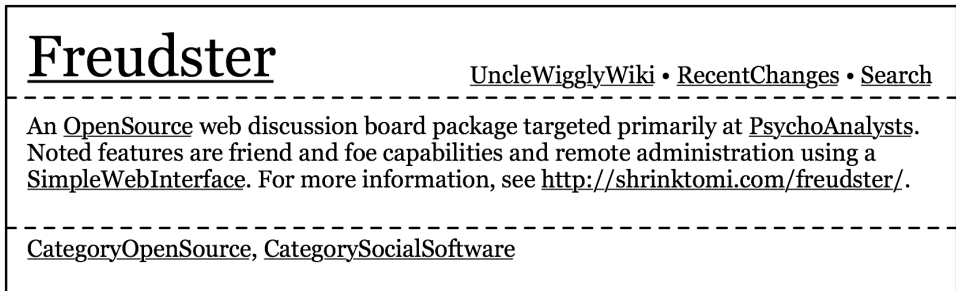 Freudster
UncleWigglyWiki • RecentChanges • Search
An OpenSource web discussion board package targeted primarily at PsychoAnalysts.
Noted features are friend and foe capabilities and remote administration using a
SimpleWebInterface. For more information, see http://shrinktomi.com/freudster/.
CategoryOpenSource, CategorySocialSoftware